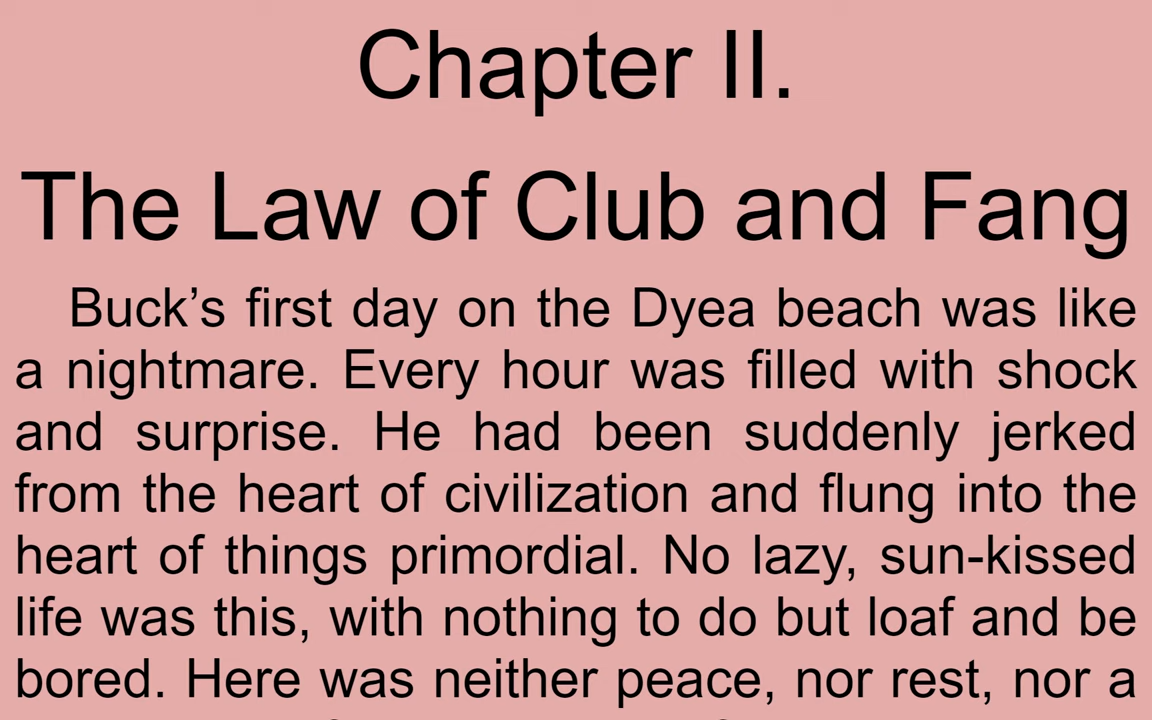 Chapter II.
The Law of Club and Fang
Buck’s first day on the Dyea beach was like
a nightmare. Every hour was filled with shock
and surprise. He had been suddenly jerked
from the heart of civilization and flung into the
heart of things primordial. No lazy, sun-kissed
life was this, with nothing to do but loaf and be
bored. Here was neither peace, nor rest, nor a